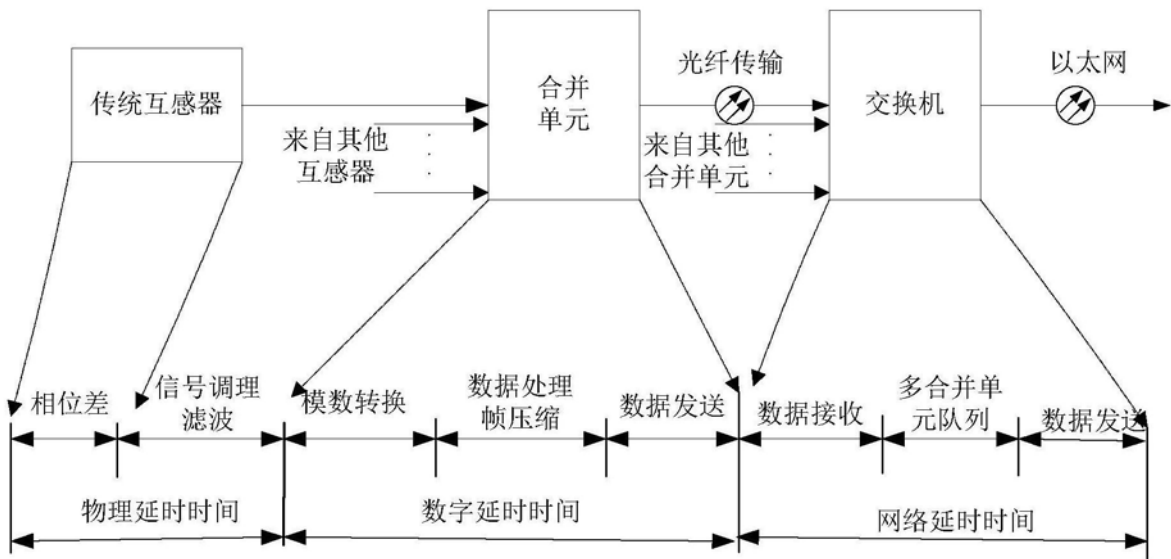 传统互感器
来自其他
互感器
合并
单元
光纤传输
来自其他
合并单元
交换机
以太网
相位差
信号调理
滤波
模数转换
数据处理
帧压缩
数据发送
数据接收
多合并单
元队列
数据发送
物理延时时间
数字延时时间
网络延时时间